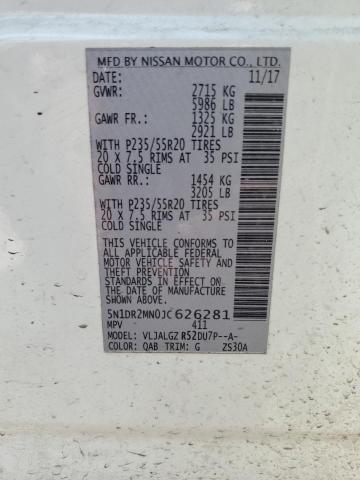 MFD BY NISSAN MOTOR CO., LTD.
DATE: 11/17
GVWR: 2715 KG
5986 LB
GAWR FR.: 1325 KG
2921 LB
WITH P235/55R20 TIRES
20 X 7.5 RIMS AT 35 PSI
COLD SINGLE
GAWR RR.: 1454 KG
3205 LB
WITH P235/55R20 TIRES
20 X 7.5 RIMS AT 35 PSI
COLD SINGLE
THIS VEHICLE CONFORMS TO
ALL APPLICABLE FEDERAL
MOTOR VEHICLE SAFETY AND
THEFT PREVENTION
STANDARDS IN EFFECT ON
THE DATE OF MFR. SHOWN
ABOVE.
5N1DR2MN0JC626281
MPV 411
MODEL: VLJALGZ R52DU7P--A-
COLOR: QAB TRIM: G ZS30A